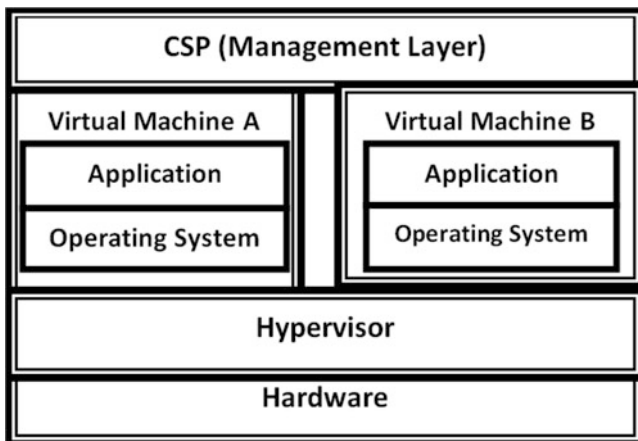 CSP (Management Layer)
Virtual Machine A
Application
Operating System
Virtual Machine B
Application
Operating System
Hypervisor
Hardware